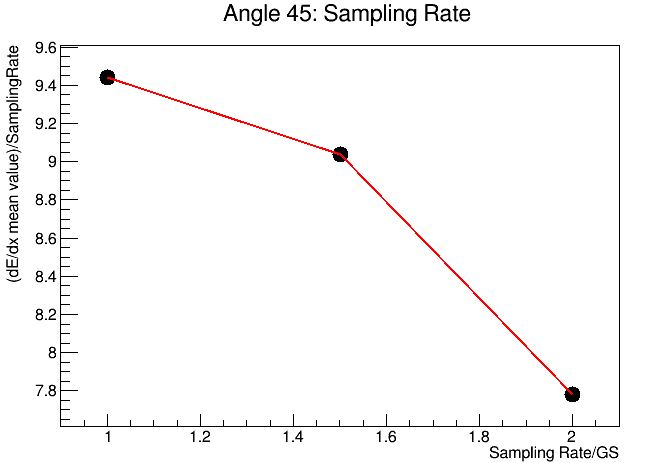 Angle 45: Sampling Rate
(dE/dx mean value)/SamplingRate
9.6
9.4
9.2
9
8.8
8.6
8.4
8.2
8
7.8
1 1.2 1.4 1.6 1.8 2
Sampling Rate/GS